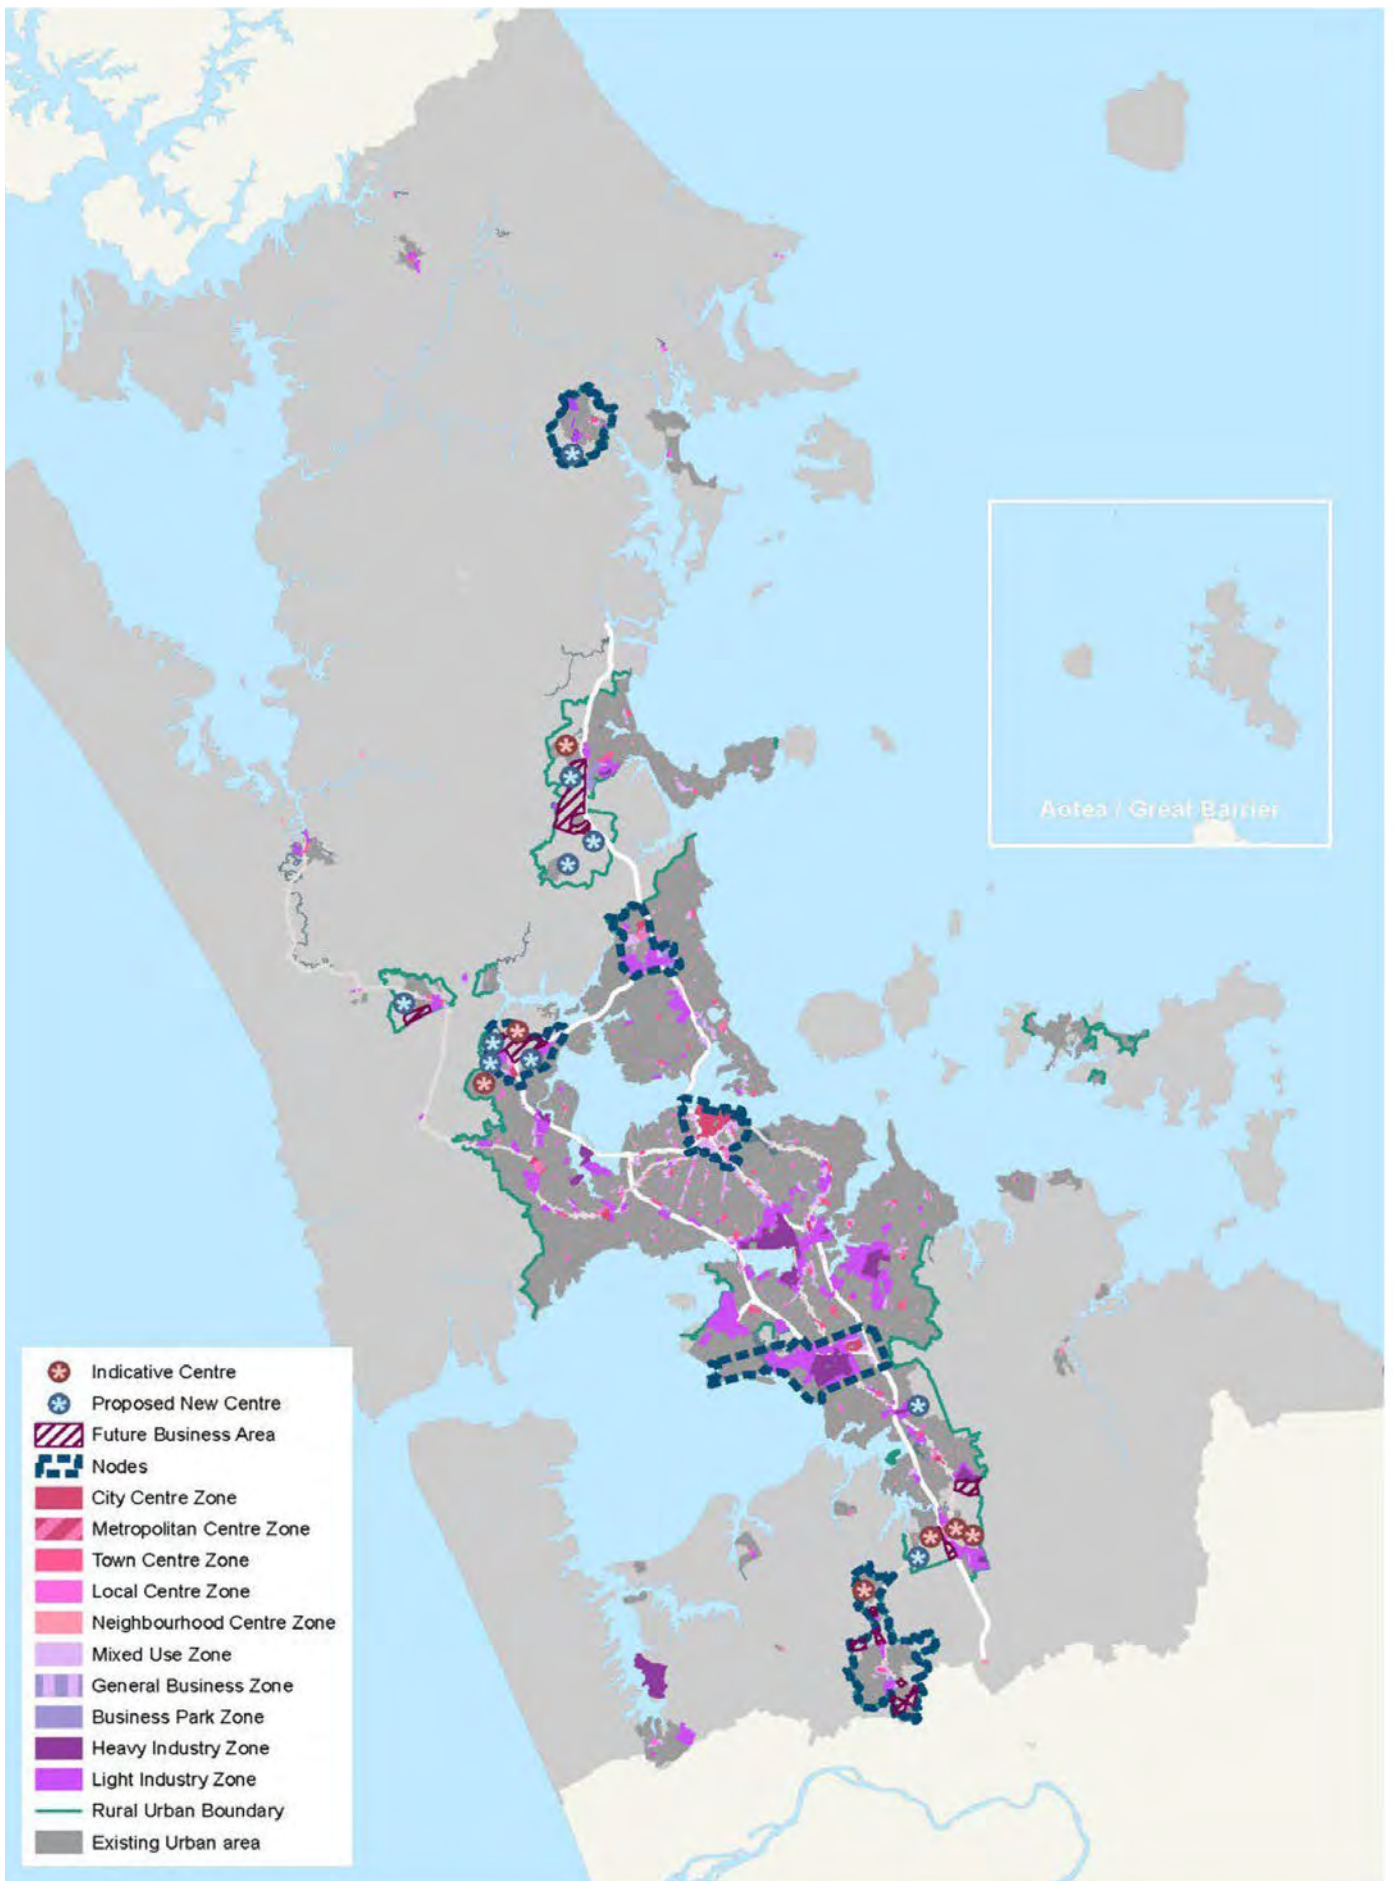 Aotea / Great Barrier
Indicative Centre
Proposed New Centre
Future Business Area
Nodes
City Centre Zone
Metropolitan Centre Zone
Town Centre Zone
Local Centre Zone
Neighbourhood Centre Zone
Mixed Use Zone
General Business Zone
Business Park Zone
Heavy Industry Zone
Light Industry Zone
Rural Urban Boundary
Existing Urban area